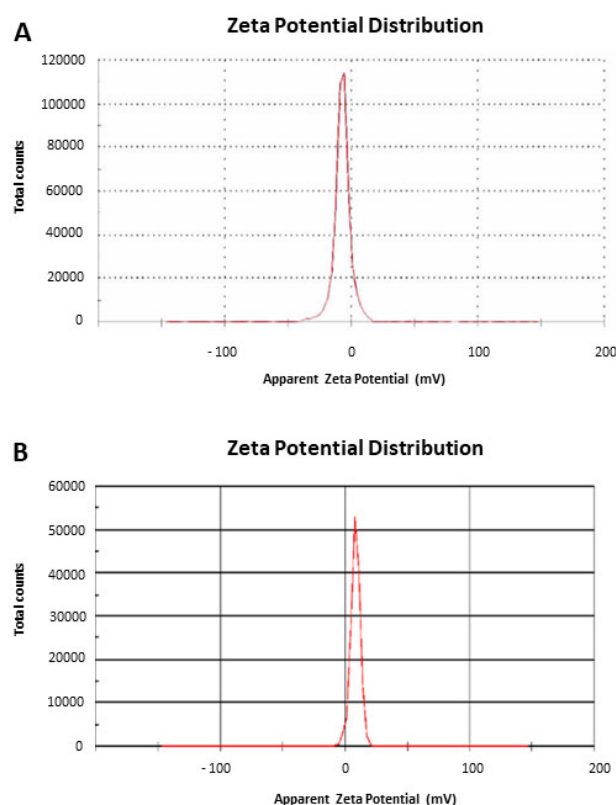 A
Zeta Potential Distribution
120000
100000
80000
60000
40000
20000
0
Total counts
- 100 0 100 200
Apparent Zeta Potential (mV)
B
Zeta Potential Distribution
60000
50000
40000
30000
20000
10000
0
Total counts
- 100 0 100 200
Apparent Zeta Potential (mV)